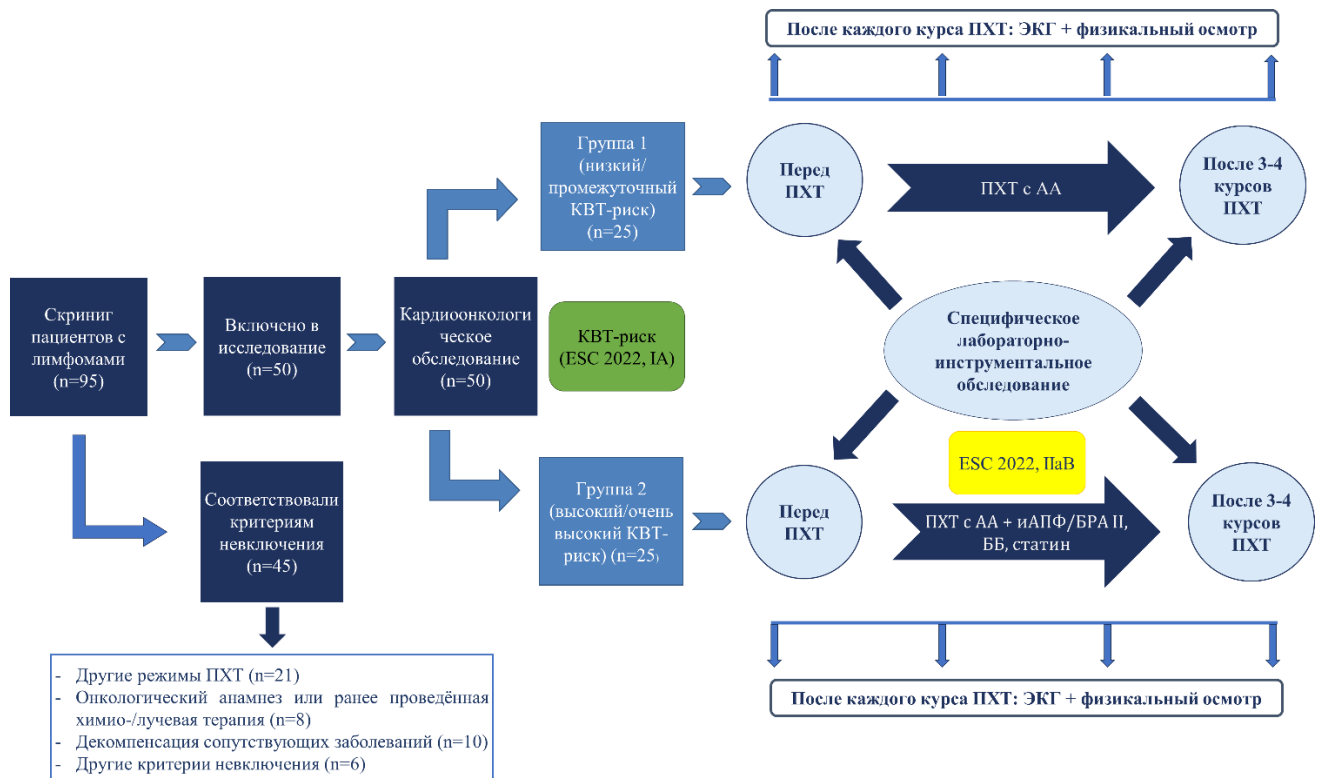 После каждого курса ПХТ: ЭКГ + физикальный осмотр
Группа 1
(низкий/
промежуточный
КВТ-риск)
(n=25)
Перед
ПХТ
ПХТ с АА
После 3-4
курсов
ПХТ
Скриниг
пациентов с
лимфомами
(n=95)
Включено в
исследование
(n=50)
Кардиоонкологи
ческое
обследование
(n=50)
КВТ-риск
(ESC 2022, IA)
Специфическое
лабораторно-
инструментальное
обследование
ESC 2022, IIaB
Соответствовали
критериям
невключения
(n=45)
Группа 2
(высокий/очень
высокий КВТ-
риск) (n=25)
Перед
ПХТ
ПХТ с АА + иАПФ/БРА II,
ББ, статин
После 3-4
курсов
ПХТ
- Другие режимы ПХТ (n=21)
- Онкологический анамнез или ранее проведённая
химио-/лучевая терапия (n=8)
- Декомпенсация сопутствующих заболеваний (n=10)
- Другие критерии невключения (n=6)
После каждого курса ПХТ: ЭКГ + физикальный осмотр